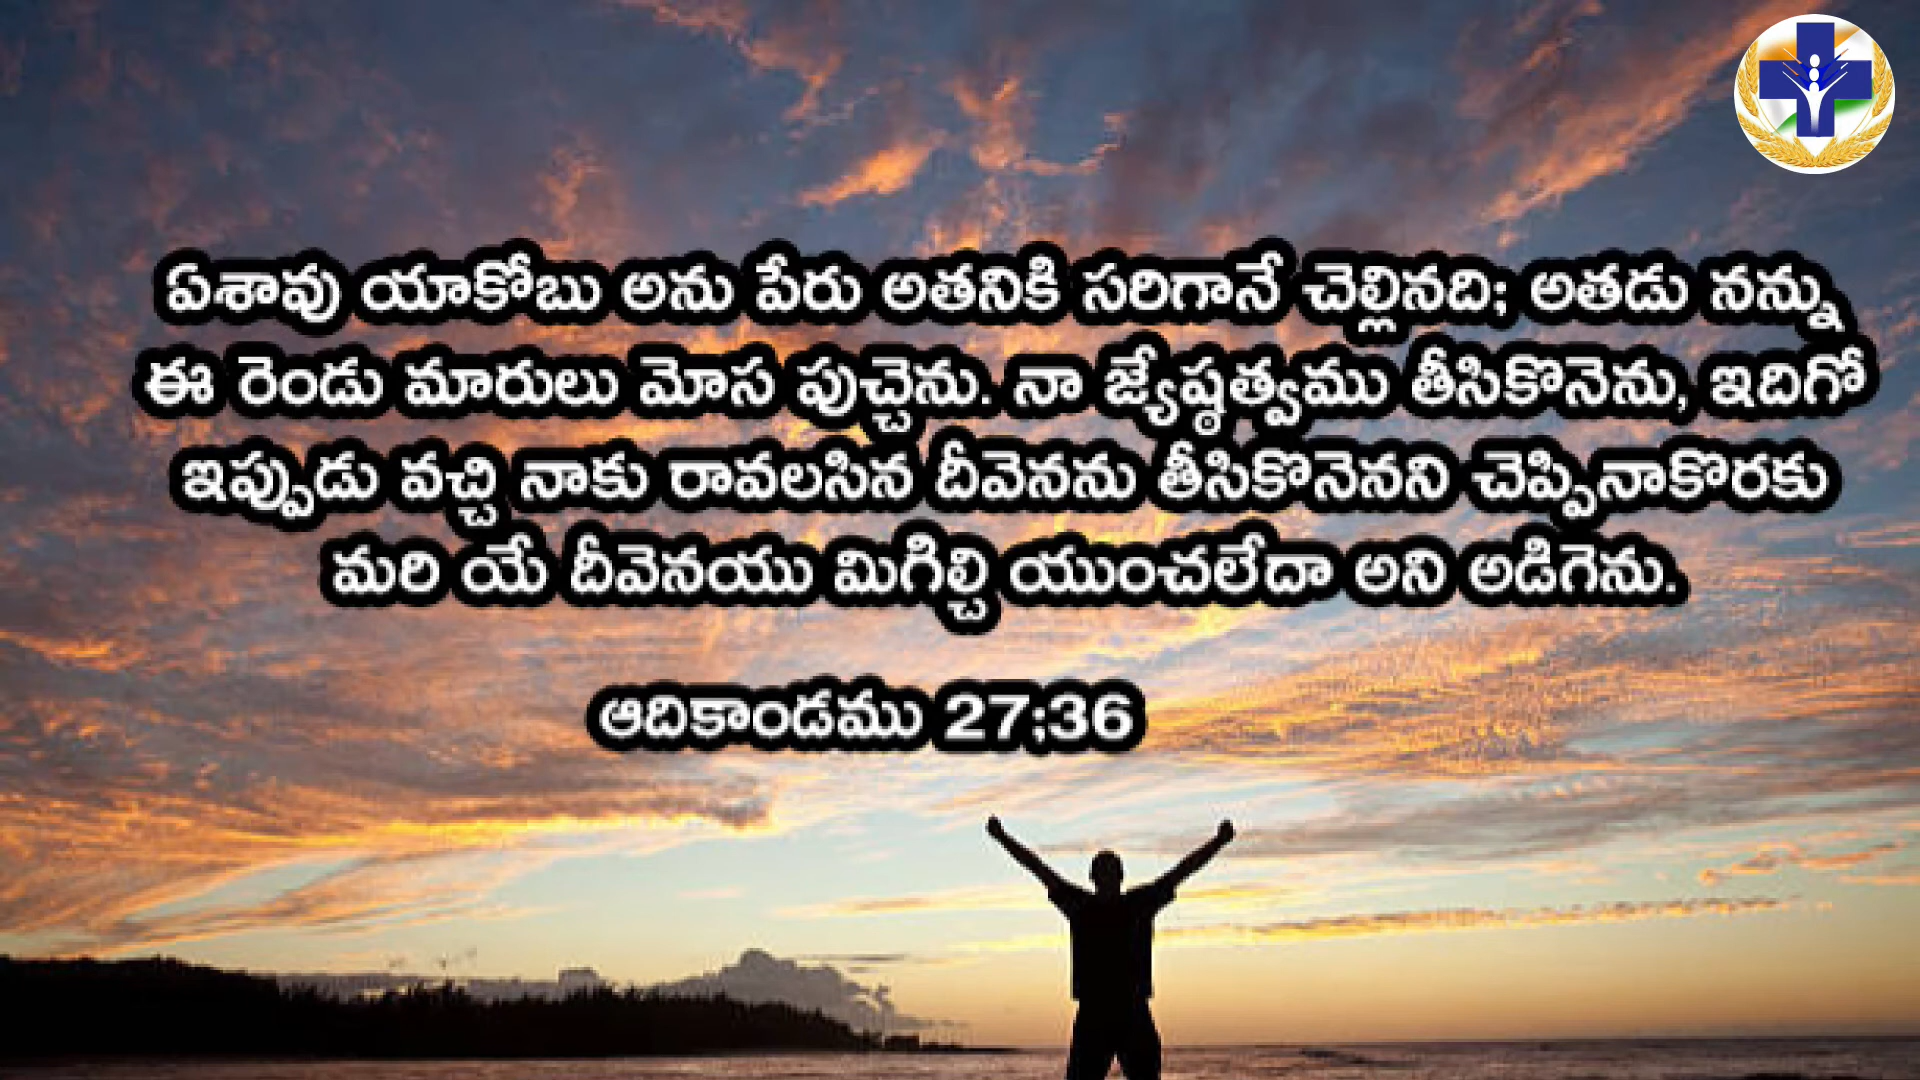 ఏశావు యాకోబు అను పేరు అతనికి సరిగానే చెల్లినది; అతడు నన్ను
ఈ రెండు మారులు మోస పుచ్చెను. నా జ్యేష్ఠత్వము తీసికొనెను, ఇదిగో
ఇప్పుడు వచ్చి నాకు రావలసిన దీవెనను తీసికొనెనని చెప్పినాకొరకు
మరి యే దీవెనయు మిగిల్చి యుంచలేదా అని అడిగెను.
ఆదికాండము 27;36